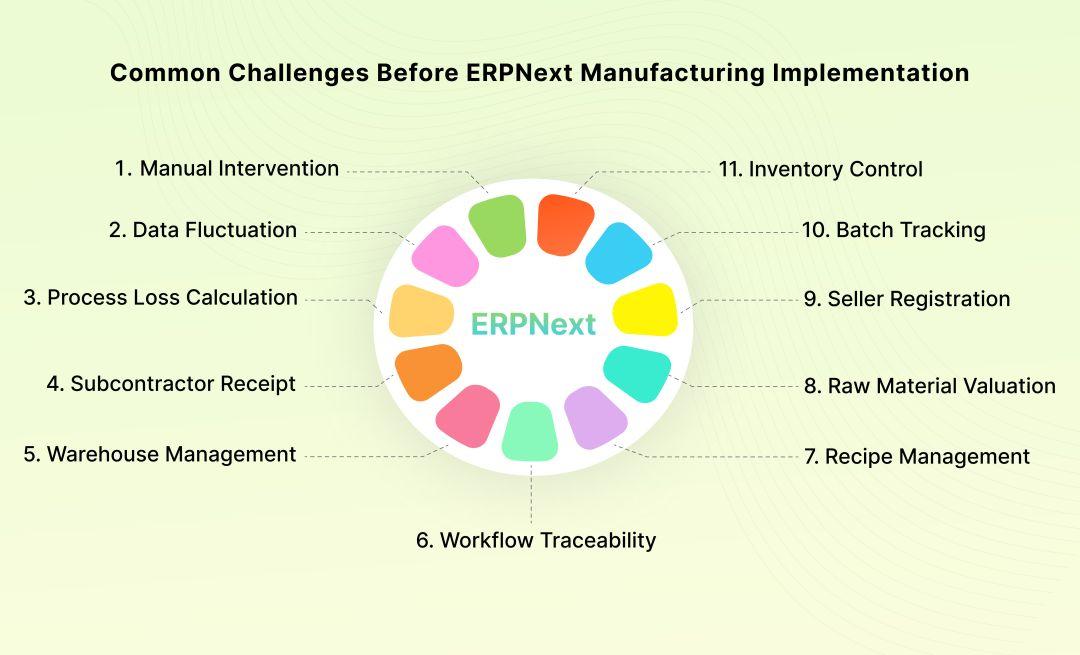 Common Challenges Before ERPNext Manufacturing Implementation
1. Manual Intervention
2. Data Fluctuation
3. Process Loss Calculation
4. Subcontractor Receipt
5. Warehouse Management
6. Workflow Traceability
7. Recipe Management
8. Raw Material Valuation
9. Seller Registration
10. Batch Tracking
11. Inventory Control
ERPNext